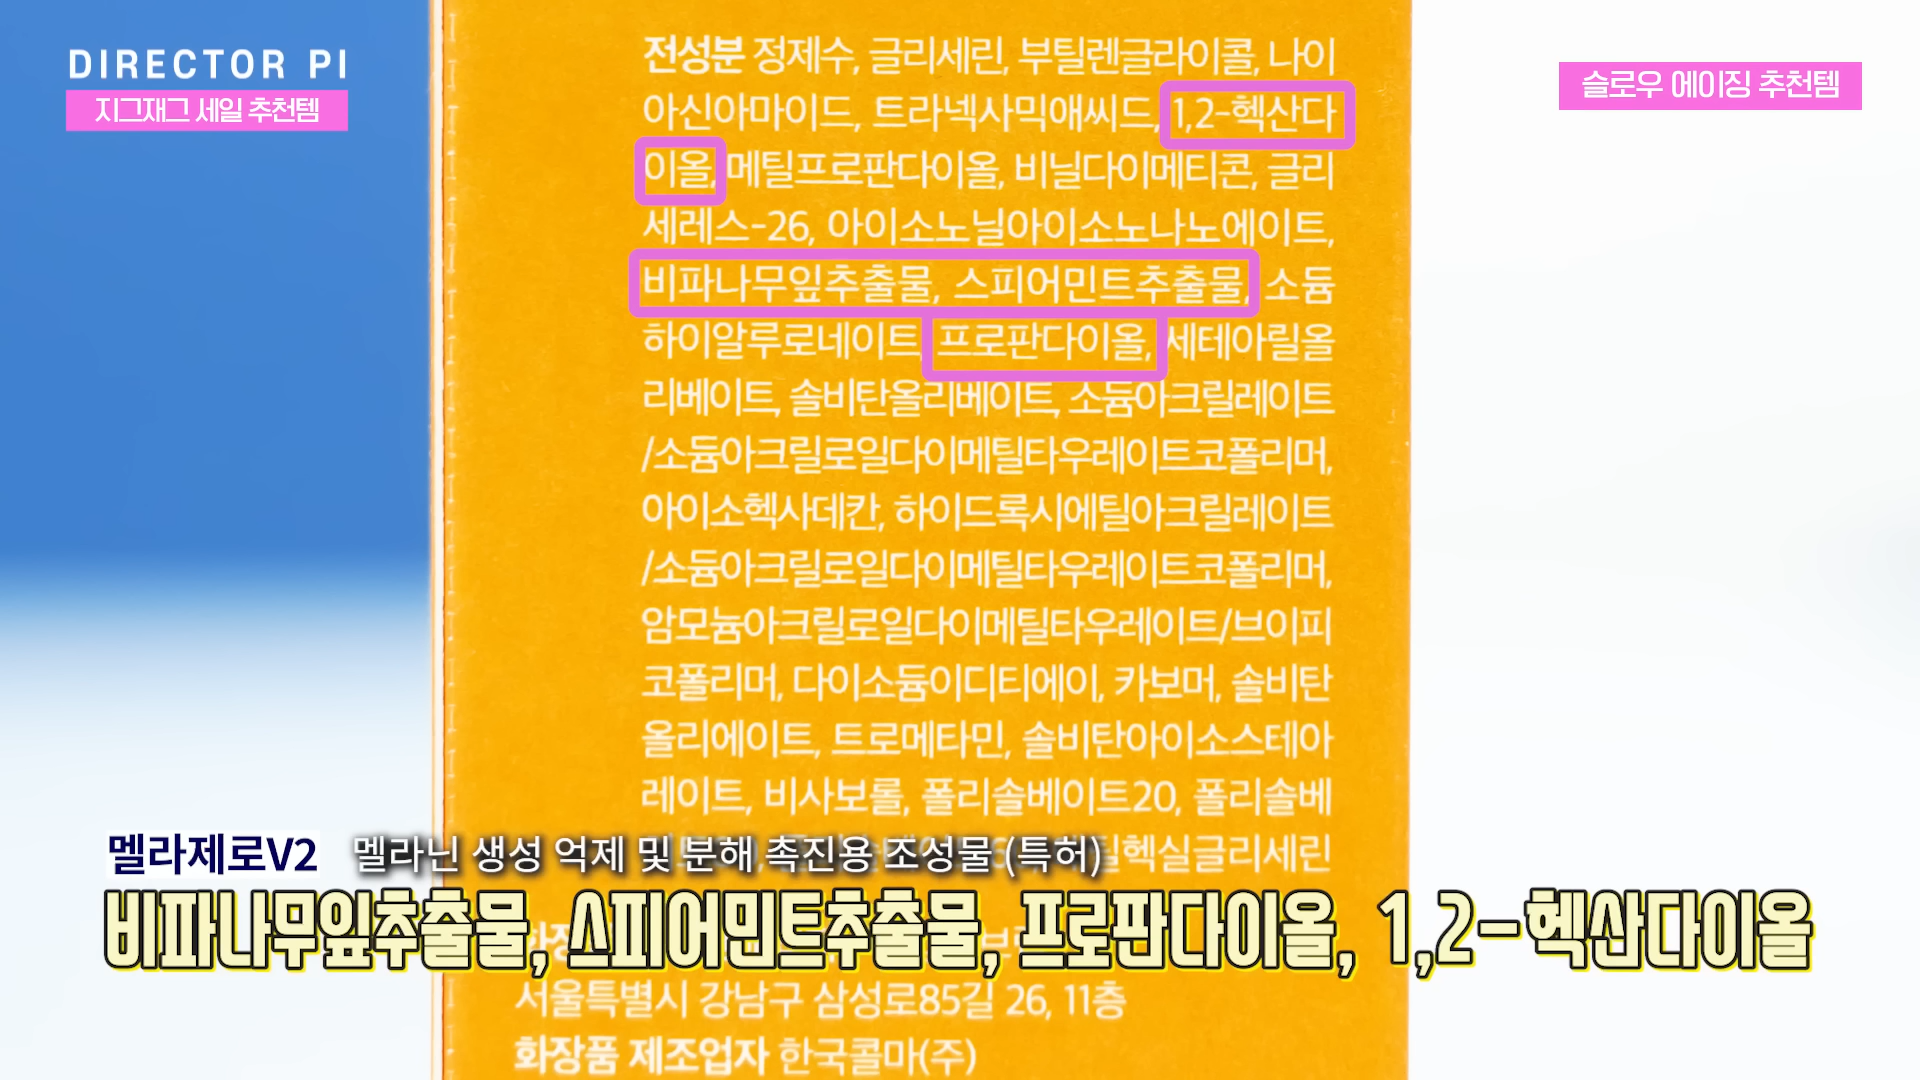 DIRECTOR PI
지그재그 세일 추천템
슬로우 에이징 추천템
전성분 정제수, 글리세린, 부틸렌글라이콜, 나이
아신아마이드, 트라넥사믹애씨드, 1,2-헥산다
이올, 메틸프로판다이올, 비닐다이메티콘, 글리
세레스-26, 아이소노닐아이소노나노에이트,
비파나무잎추출물, 스피어민트추출물, 소듐
하이알루로네이트, 프로판다이올, 세테아릴올
리베이트, 솔비탄올리베이트, 소듐아크릴레이트
/소듐아크릴로일다이메틸타우레이트코폴리머,
아이소헥사데칸, 하이드록시에틸아크릴레이트
/소듐아크릴로일다이메틸타우레이트코폴리머,
암모늄아크릴로일다이메틸타우레이트/브이피
코폴리머, 다이소듐이디티에이, 카보머, 솔비탄
올리에이트, 트로메타민, 솔비탄아이소스테아
레이트, 비사보롤, 폴리솔베이트20, 폴리솔베
헥실글리세린
멜라제로V2 멜라닌 생성 억제 및 분해 촉진용 조성물 (특허)
비파나무잎추출물, 스피어민트추출물, 프로판다이올, 1,2-헥산다이올
서울특별시 강남구 삼성로85길 26, 11층
화장품 제조업자 한국콜마(주)